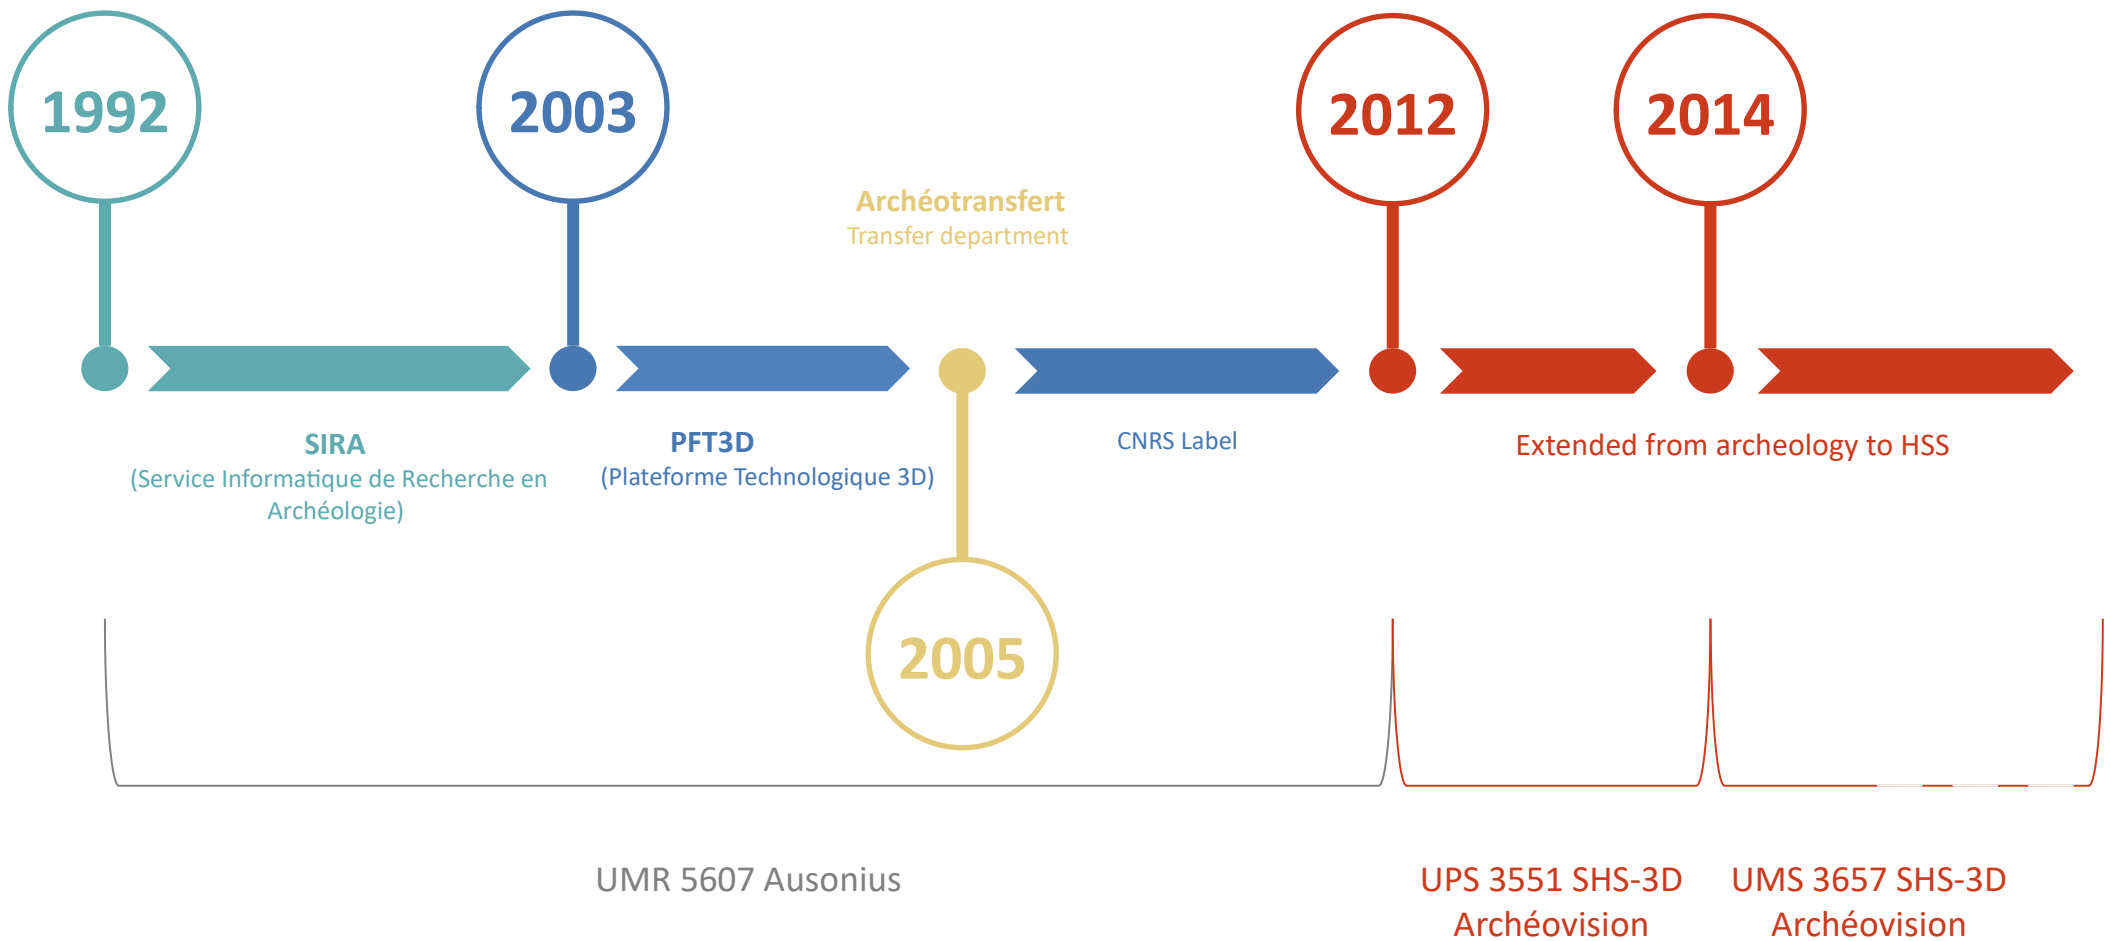 1992
2003
2012
2014
Archéotransfert
Transfer department
SIRA
(Service Informatique de Recherche en
Archéologie)
PFT3D
(Plateforme Technologique 3D)
CNRS Label
Extended from archeology to HSS
2005
UMR 5607 Ausonius
UPS 3551 SHS-3D
Archéovision
UMS 3657 SHS-3D
Archéovision